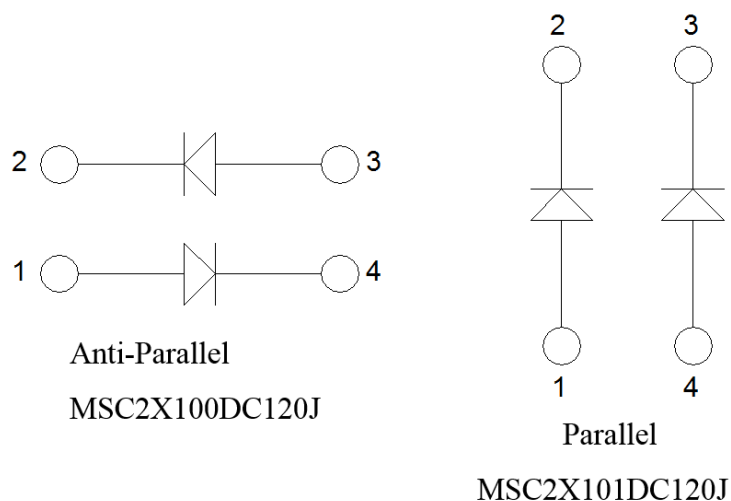 2 3
2 3
1 4
Anti-Parallel
MSC2X100DC120J
1 4
Parallel
MSC2X101DC120J